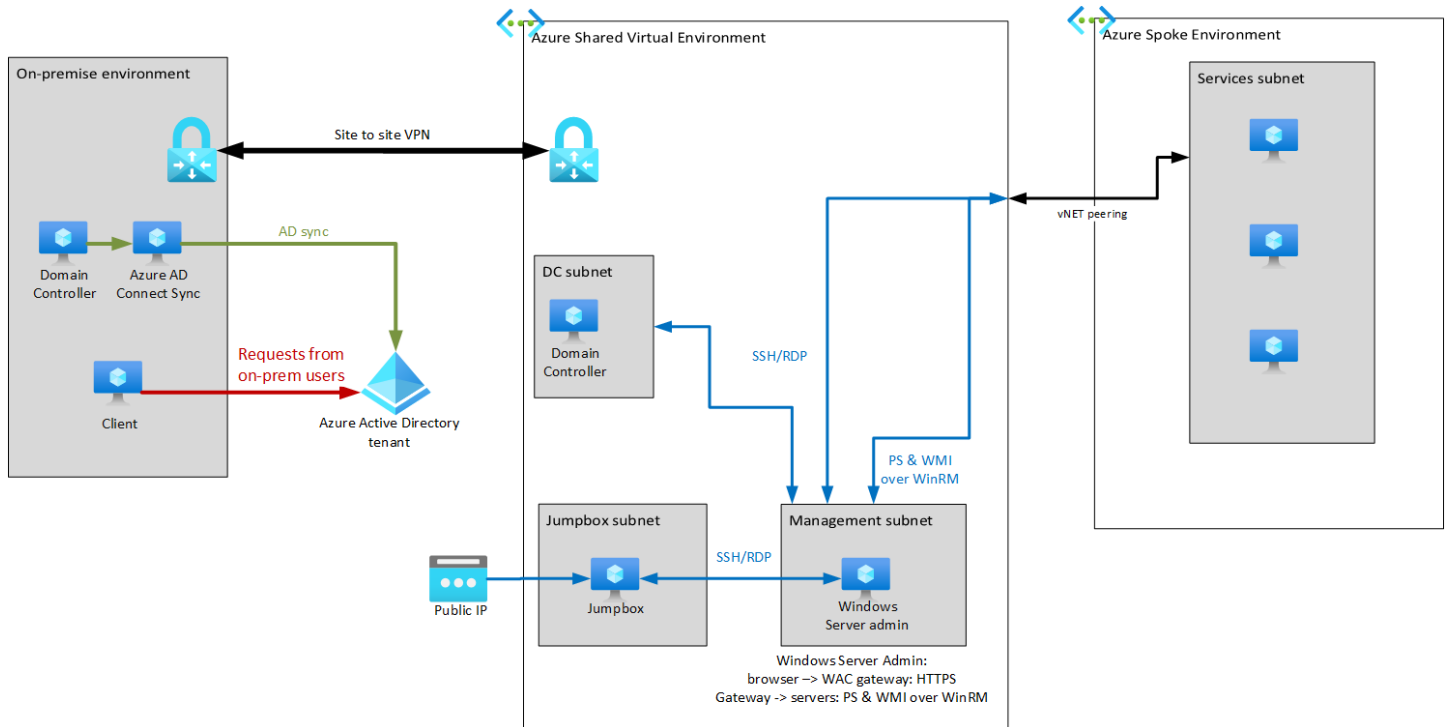 Azure Shared Virtual Environment
Azure Spoke Environment
On-premise environment
Services subnet
Site to site VPN
vNET peering
AD sync
DC subnet
Domain
Controller
Azure AD
Connect Sync
Domain
Controller
SSH/RDP
Requests from
on-prem users
Client
Azure Active Directory
tenant
PS & WMI
over WinRM
Jumpbox subnet
Management subnet
SSH/RDP
Public IP
Jumpbox
Windows
Server admin
Windows Server Admin:
browser –> WAC gateway: HTTPS
Gateway -> servers: PS & WMI over WinRM